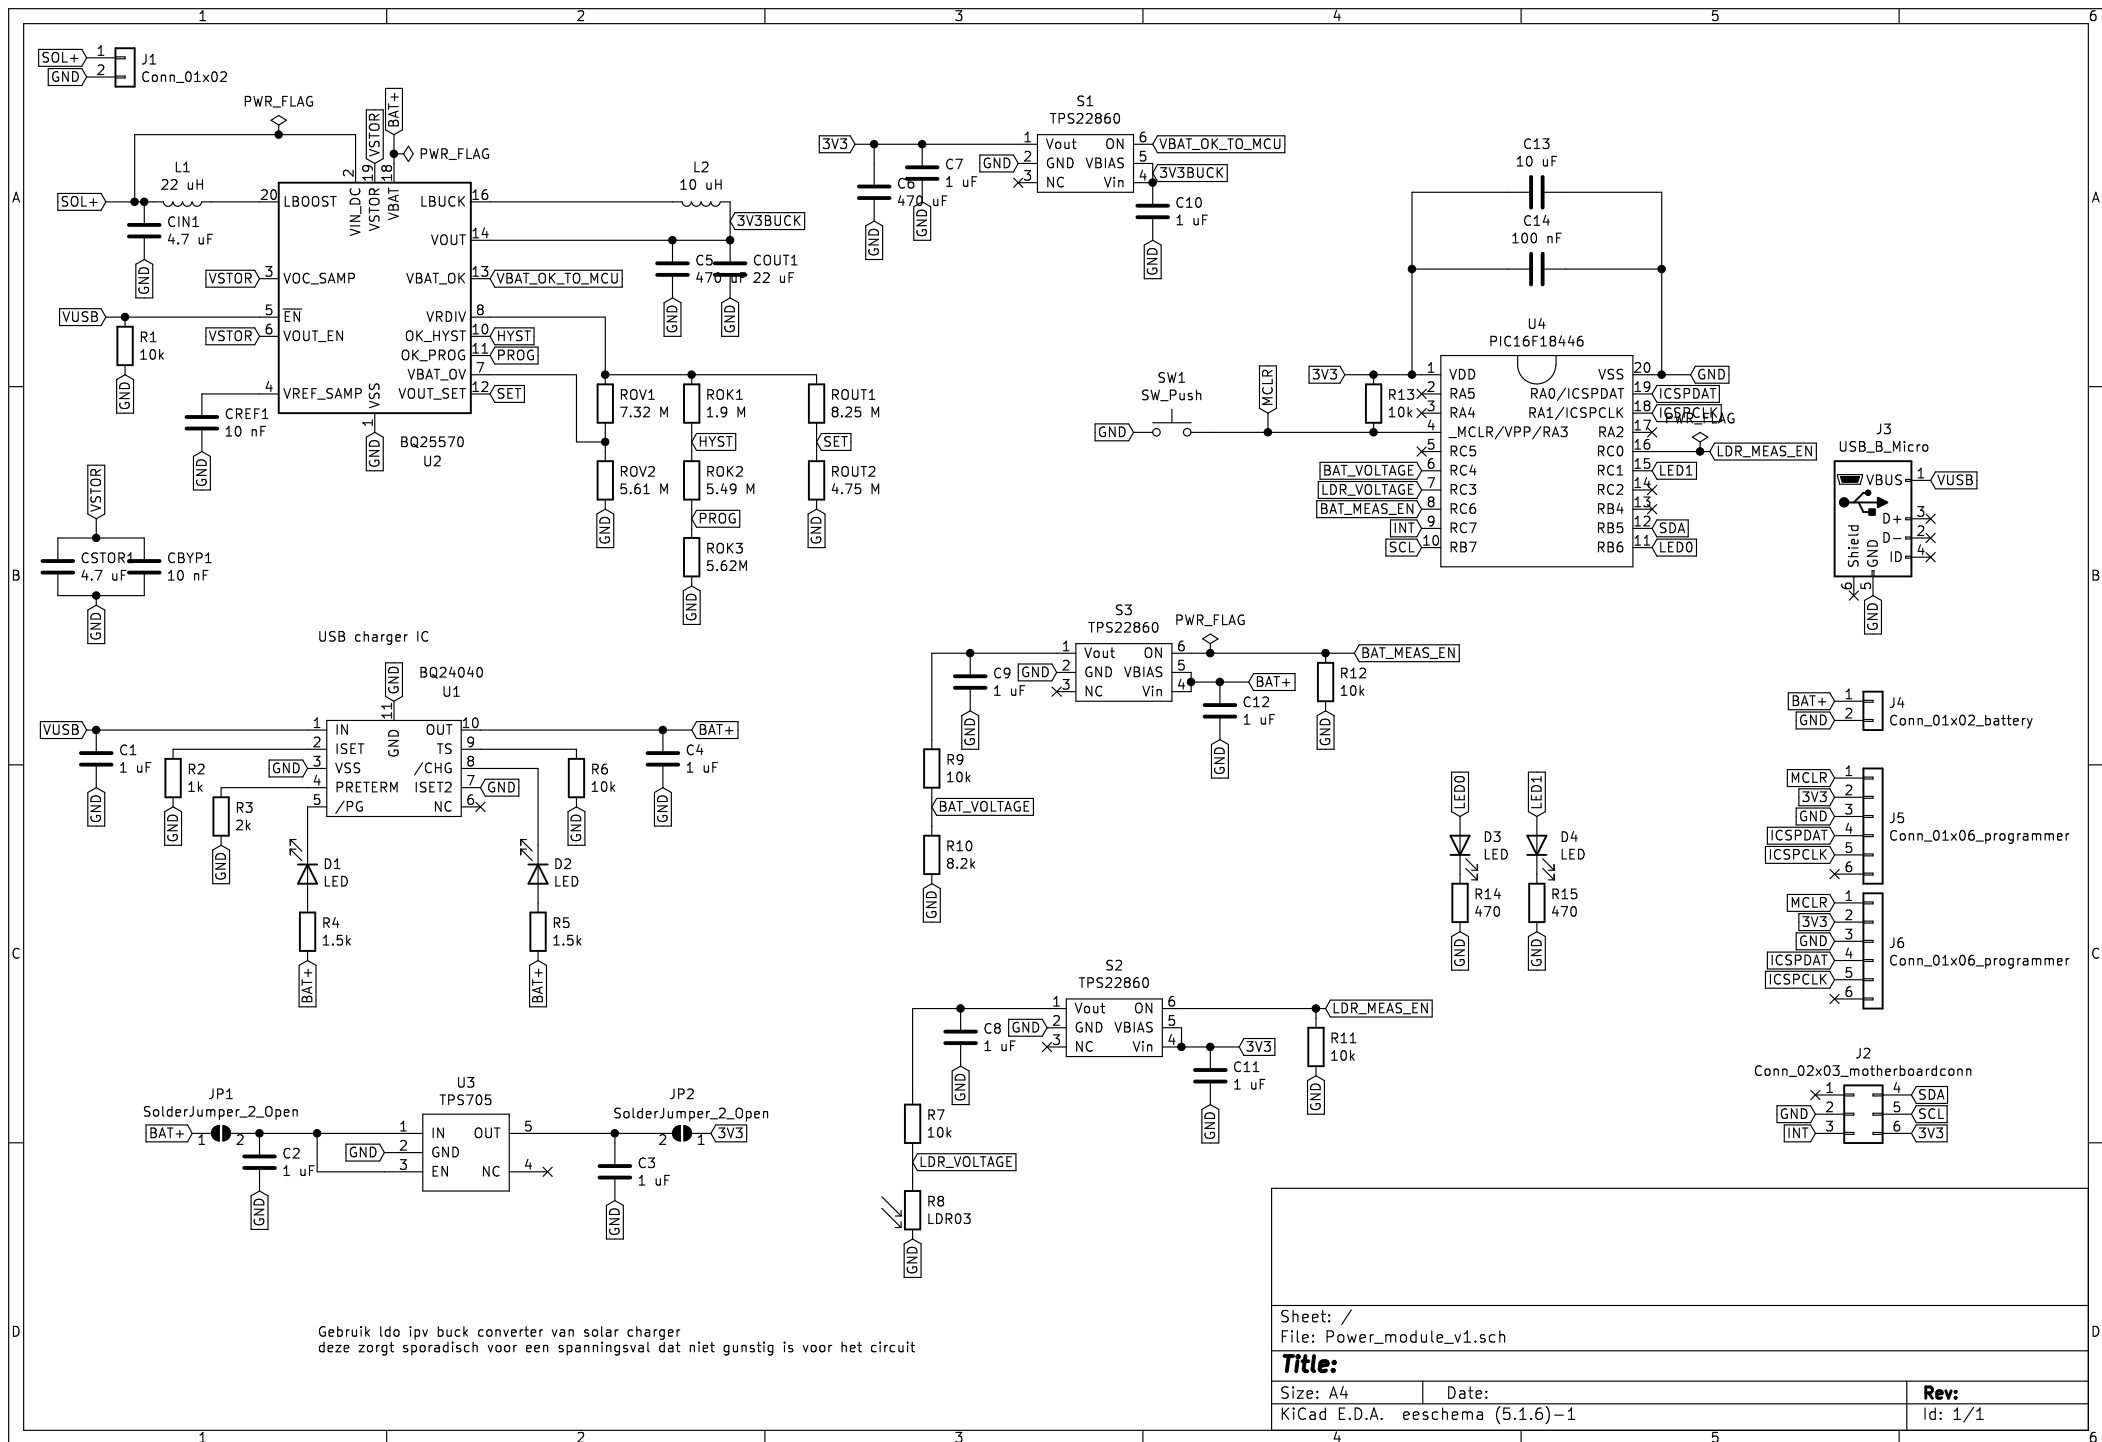 1 2 3 4 5 6
A A
B B
C C
D D
SOL+ 1
GND 2
J1
Conn_01x02
PWR_FLAG
VSTOR
BAT+
PWR_FLAG
L1
22 uH
SOL+
CIN1
4.7 uF
GND
2 19 18
20 LBOOST
VIN_DC
VSTOR
VBAT
LBUCK 16
VOUT 14
VSTOR 3 VOC_SAMP
VBAT_OK 13 VBAT_OK_TO_MCU
VUSB 5 EN
VRDIV 8
VSTOR 6 VOUT_EN
OK_HYST 10 HYST
OK_PROG 11 PROG
VBAT_OV 7
4 VREF_SAMP
VOUT_SET 12 SET
VSS
1
GND
BQ25570
U2
R1
10k
GND
CREF1
10 nF
GND
L2
10 uH
3V3BUCK
C5
470 uF
GND
COUT1
22 uF
GND
ROV1
7.32 M
ROV2
5.61 M
GND
ROK1
1.9 M
HYST
ROK2
5.49 M
PROG
ROK3
5.62M
GND
ROUT1
8.25 M
SET
ROUT2
4.75 M
GND
VSTOR
CSTOR1
4.7 uF
CBYP1
10 nF
GND
S1
TPS22860
3V3
1 Vout ON 6 VBAT_OK_TO_MCU
GND 2 GND VBIAS 5
3 NC Vin 4
3V3BUCK
C6
470 uF
GND
C7
1 uF
GND
C10
1 uF
GND
C13
10 uF
C14
100 nF
U4
PIC16F18446
3V3 1 VDD VSS 20 GND
2 RA5 RA0/ICSPDAT 19 ICSPDAT
3 RA4 RA1/ICSPCLK 18 ICSPCLK
4 _MCLR/VPP/RA3 RA2 17
5 RC5 RC0 16 LDR_MEAS_EN
BAT_VOLTAGE 6 RC4 RC1 15 LED1
LDR_VOLTAGE 7 RC3 RC2 14
BAT_MEAS_EN 8 RC6 RB4 13
INT 9 RC7 RB5 12 SDA
SCL 10 RB7 RB6 11 LED0
PWR_FLAG
R13
10k
SW1
SW_Push
GND
MCLR
J3
USB_B_Micro
VBUS 1 VUSB
D+ 3
D- 2
ID 4
Shield
GND
6 5
GND
USB charger IC
BQ24040
U1
GND
11
VUSB 1 IN OUT 10 BAT+
2 ISET TS 9
GND 3 VSS /CHG 8
4 PRETERM ISET2 7 GND
5 /PG NC 6
GND
C1
1 uF
GND
R2
1k
GND
R3
2k
GND
D1
LED
R4
1.5k
BAT+
D2
LED
R5
1.5k
BAT+
R6
10k
GND
C4
1 uF
GND
S3
TPS22860
PWR_FLAG
1 Vout ON 6 BAT_MEAS_EN
GND 2 GND VBIAS 5
3 NC Vin 4
BAT+
C9
1 uF
GND
C12
1 uF
GND
R12
10k
GND
R9
10k
BAT_VOLTAGE
R10
8.2k
GND
LED0
D3
LED
R14
470
GND
LED1
D4
LED
R15
470
GND
S2
TPS22860
1 Vout ON 6 LDR_MEAS_EN
GND 2 GND VBIAS 5
3 NC Vin 4
3V3
C8
1 uF
GND
C11
1 uF
GND
R11
10k
GND
R7
10k
LDR_VOLTAGE
R8
LDR03
GND
BAT+ 1
GND 2
J4
Conn_01x02_battery
MCLR 1
3V3 2
GND 3
ICSPDAT 4
ICSPCLK 5
6
J5
Conn_01x06_programmer
MCLR 1
3V3 2
GND 3
ICSPDAT 4
ICSPCLK 5
6
J6
Conn_01x06_programmer
J2
Conn_02x03_motherboardconn
1 4 SDA
GND 2 5 SCL
INT 3 6 3V3
JP1
SolderJumper_2_Open
BAT+ 1 2
C2
1 uF
GND
U3
TPS705
1 IN OUT 5
GND 2 GND
3 EN NC 4
JP2
SolderJumper_2_Open
2 1 3V3
C3
1 uF
GND
Gebruik ldo ipv buck converter van solar charger
deze zorgt sporadisch voor een spanningsval dat niet gunstig is voor het circuit
Sheet: /
File: Power_module_v1.sch
Title:
Size: A4 Date: Rev:
KiCad E.D.A. eeschema (5.1.6)-1 Id: 1/1
1 2 3 4 5 6